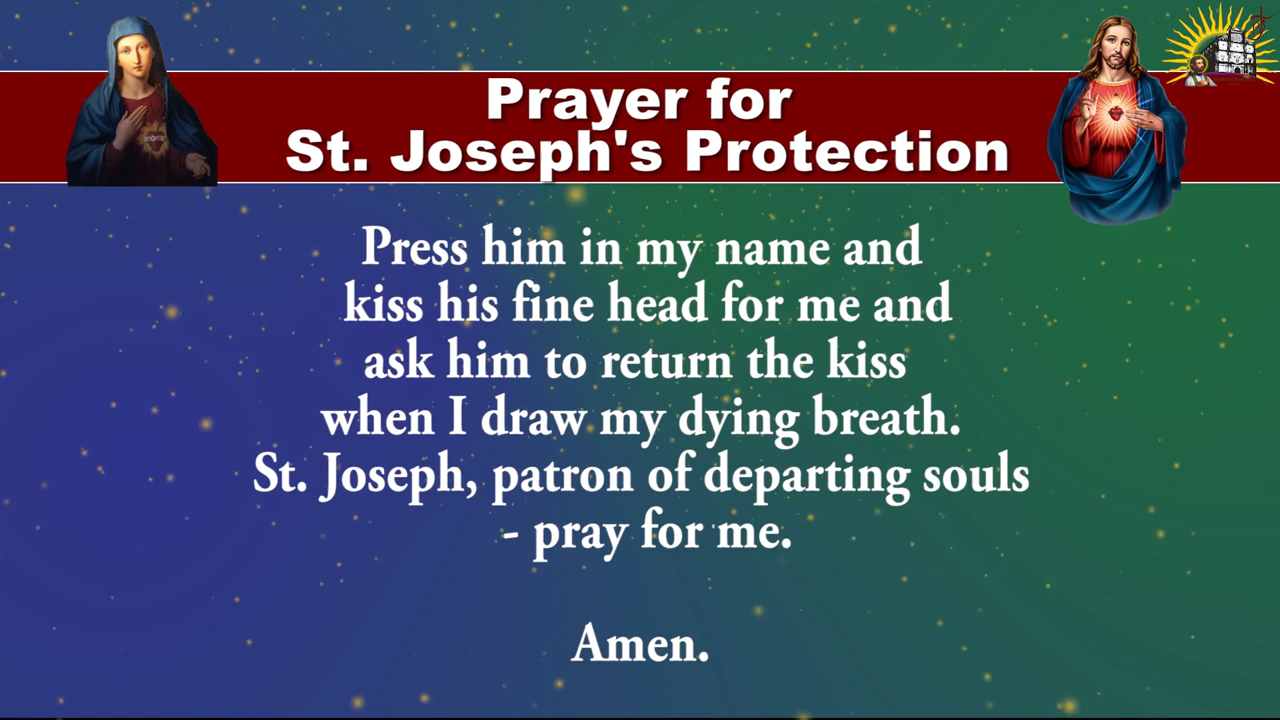 Prayer for
St. Joseph's Protection
Press him in my name and
kiss his fine head for me and
ask him to return the kiss
when I draw my dying breath.
St. Joseph, patron of departing souls
- pray for me.
Amen.